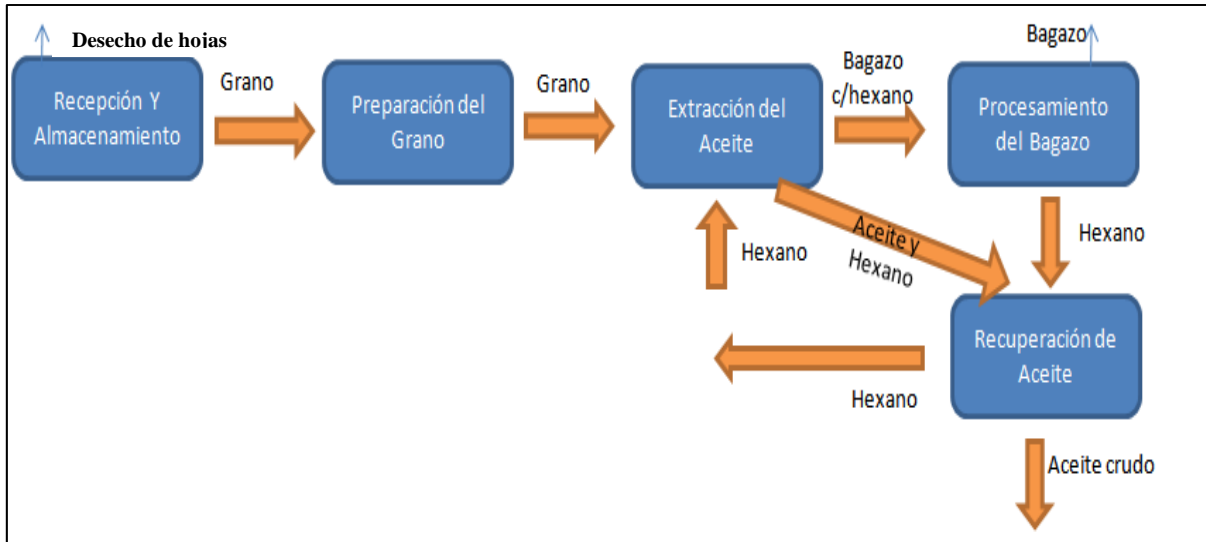 Desecho de hojas
Recepción Y
Almacenamiento
Grano
Preparación del
Grano
Grano
Extracción del
Aceite
Bagazo
c/hexano
Bagazo
Procesamiento
del Bagazo
Hexano
Aceite y
Hexano
Hexano
Recuperación de
Aceite
Hexano
Aceite crudo